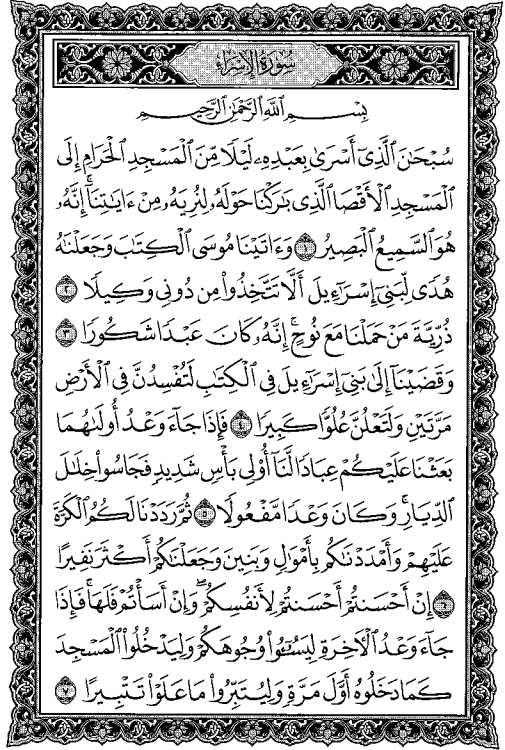 سُورَةُ الإِسْرَاءِ
بِسْمِ ٱللَّهِ ٱلرَّحْمَٰنِ ٱلرَّحِيمِ
سُبْحَٰنَ ٱلَّذِىٓ أَسْرَىٰ بِعَبْدِهِۦ لَيْلًا مِّنَ ٱلْمَسْجِدِ ٱلْحَرَامِ إِلَى
ٱلْمَسْجِدِ ٱلْأَقْصَا ٱلَّذِى بَٰرَكْنَا حَوْلَهُۥ لِنُرِيَهُۥ مِنْ ءَايَٰتِنَآ إِنَّهُۥ
هُوَ ٱلسَّمِيعُ ٱلْبَصِيرُ ١ وَءَاتَيْنَا مُوسَى ٱلْكِتَٰبَ وَجَعَلْنَٰهُ
هُدًى لِّبَنِىٓ إِسْرَٰٓءِيلَ أَلَّا تَتَّخِذُوا۟ مِن دُونِى وَكِيلًا ٢
ذُرِّيَّةَ مَنْ حَمَلْنَا مَعَ نُوحٍ إِنَّهُۥ كَانَ عَبْدًا شَكُورًا ٣
وَقَضَيْنَآ إِلَىٰ بَنِىٓ إِسْرَٰٓءِيلَ فِى ٱلْكِتَٰبِ لَتُفْسِدُنَّ فِى ٱلْأَرْضِ
مَرَّتَيْنِ وَلَتَعْلُنَّ عُلُوًّا كَبِيرًا ٤ فَإِذَا جَآءَ وَعْدُ أُولَىٰهُمَا
بَعَثْنَا عَلَيْكُمْ عِبَادًا لَّنَآ أُو۟لِى بَأْسٍ شَدِيدٍ فَجَاسُوا۟ خِلَٰلَ
ٱلدِّيَارِ وَكَانَ وَعْدًا مَّفْعُولًا ٥ ثُمَّ رَدَدْنَا لَكُمُ ٱلْكَرَّةَ
عَلَيْهِمْ وَأَمْدَدْنَٰكُم بِأَمْوَٰلٍ وَبَنِينَ وَجَعَلْنَٰكُمْ أَكْثَرَ نَفِيرًا
٦ إِنْ أَحْسَنتُمْ أَحْسَنتُمْ لِأَنفُسِكُمْ وَإِنْ أَسَأْتُمْ فَلَهَا فَإِذَا
جَآءَ وَعْدُ ٱلْءَاخِرَةِ لِيَسُۥٓـُٔوا۟ وُجُوهَكُمْ وَلِيَدْخُلُوا۟ ٱلْمَسْجِدَ
كَمَا دَخَلُوهُ أَوَّلَ مَرَّةٍ وَلِيُتَبِّرُوا۟ مَا عَلَوْا۟ تَتْبِيرًا ٧